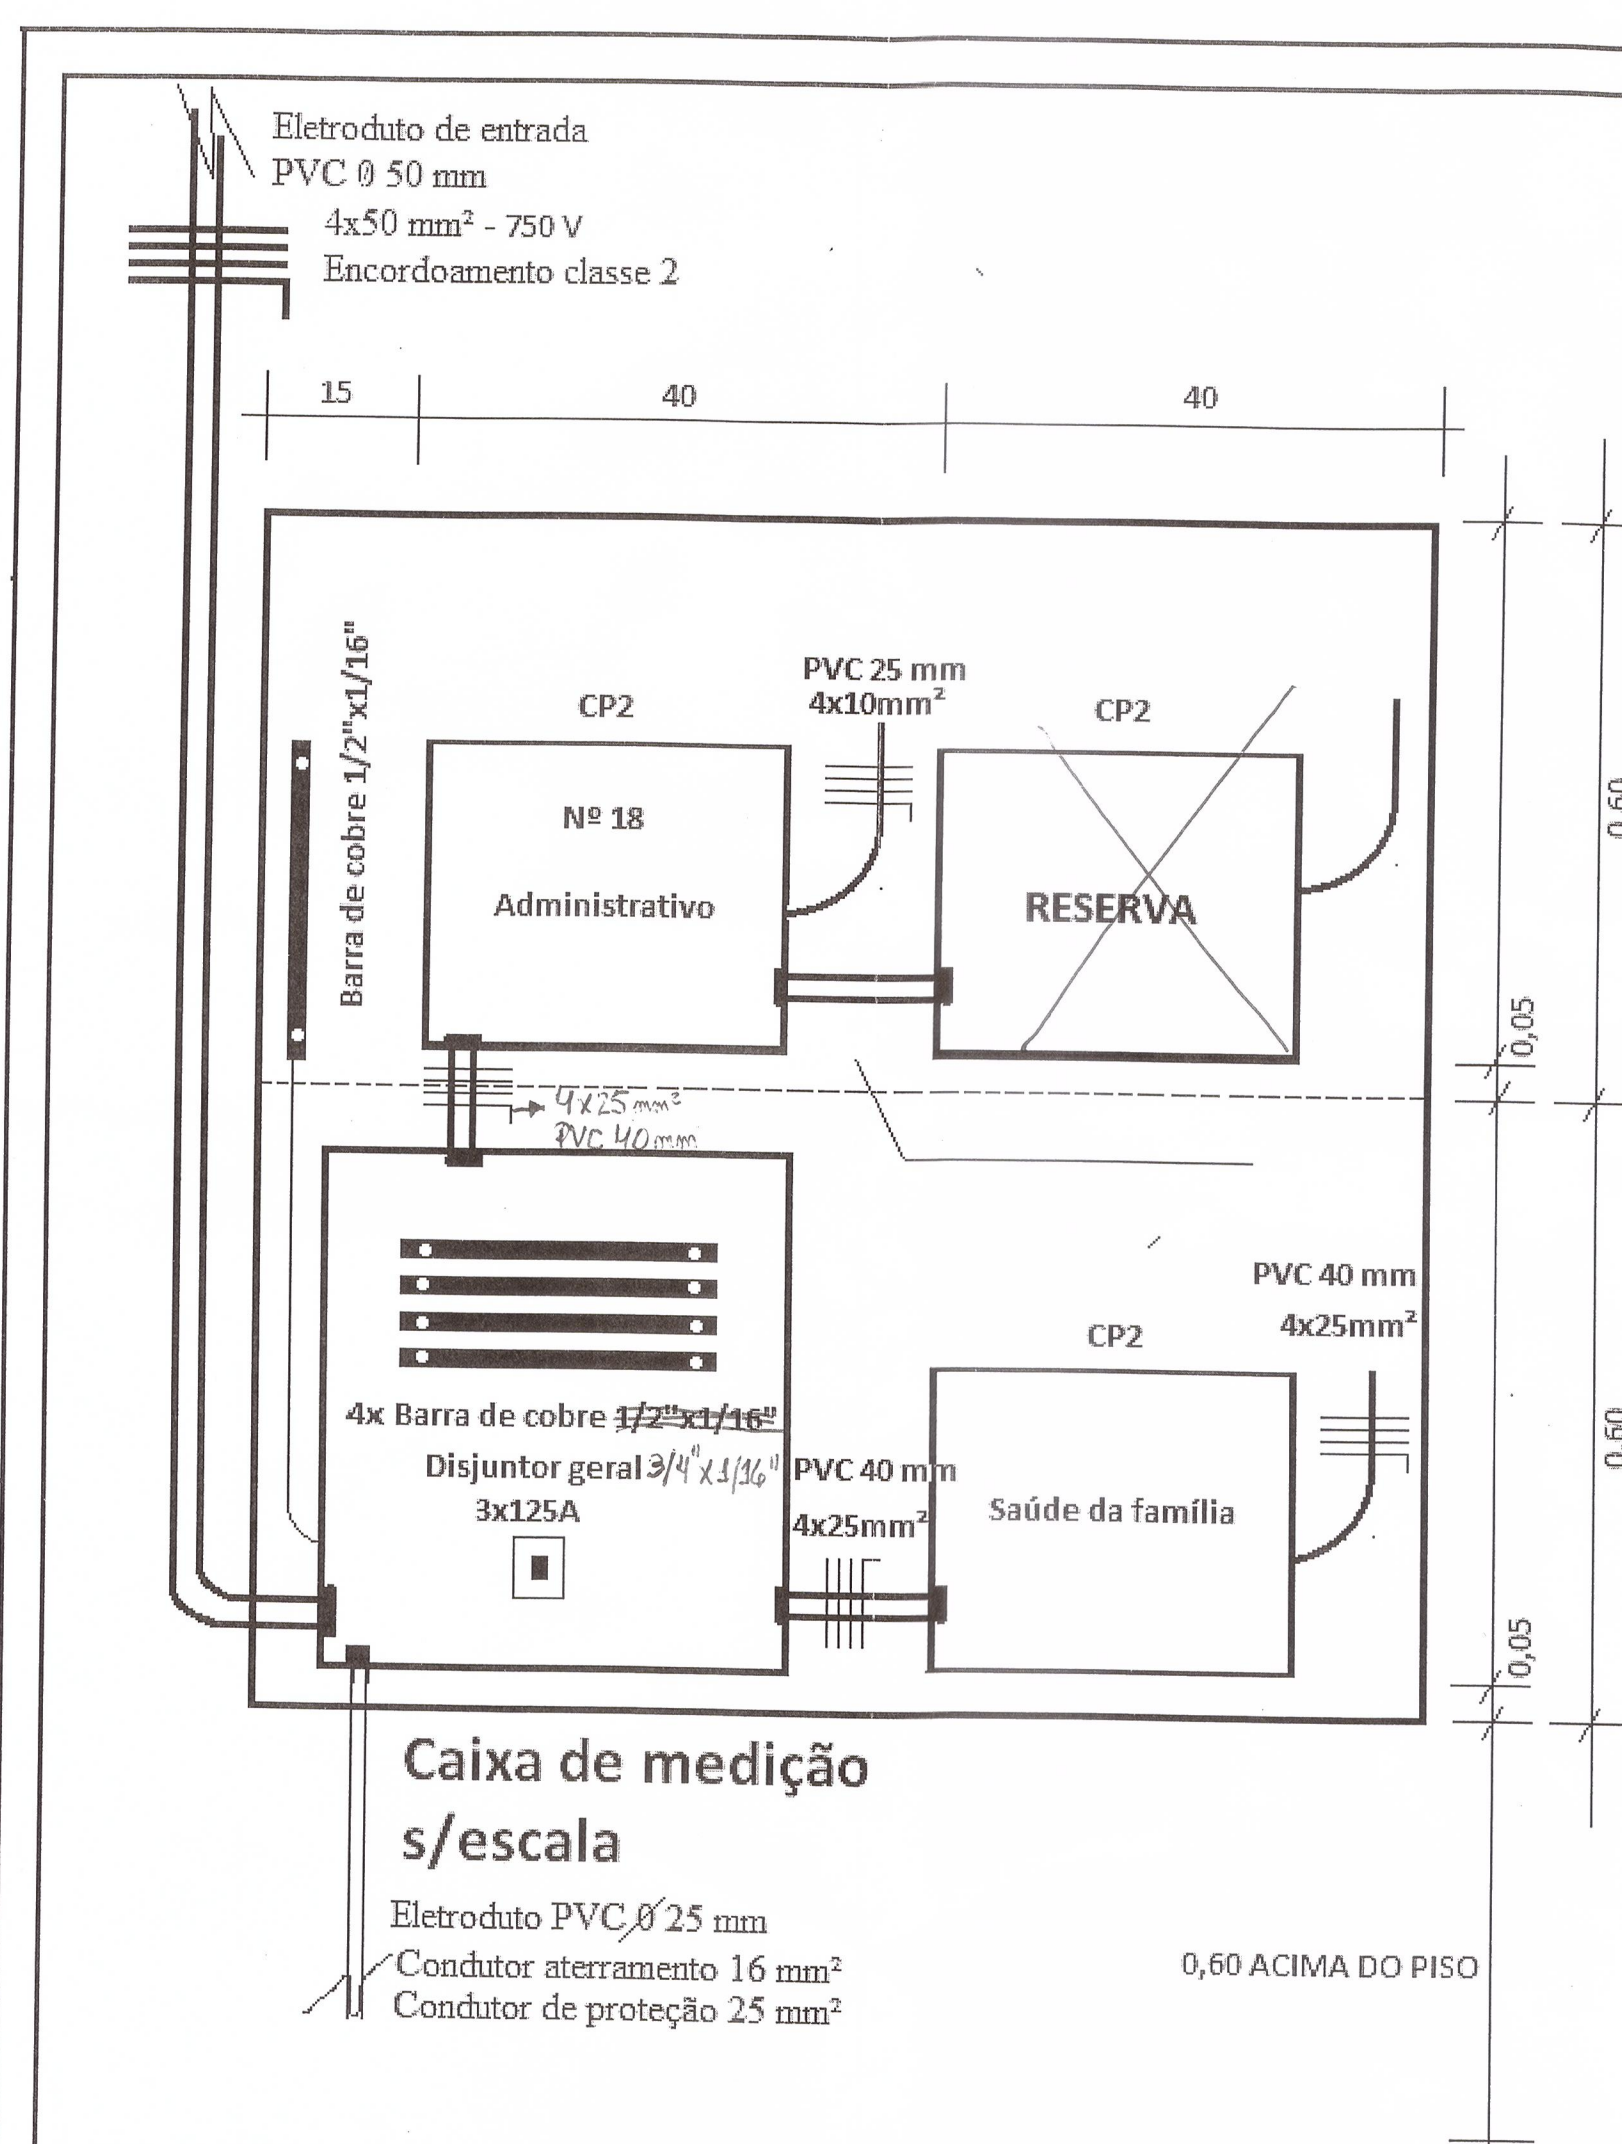 Eletroduto de entrada
PVC Ø 50 mm
4x50 mm² - 750 V
Encordoamento classe 2
15
40
40
Barra de cobre 1/2"x1/16"
CP2
Nº 18
Administrativo
PVC 25 mm
4x10mm²
CP2
RESERVA
0,60
0,05
4x25mm²
PVC 40mm
4x Barra de cobre 1/2"x1/16"
Disjuntor geral 3/4"x1/16"
3x125A
PVC 40 mm
4x25mm²
CP2
Saúde da família
PVC 40 mm
4x25mm²
0,60
0,05
Caixa de medição
s/escala
Eletroduto PVC Ø 25 mm
Condutor aterramento 16 mm²
Condutor de proteção 25 mm²
0,60 ACIMA DO PISO